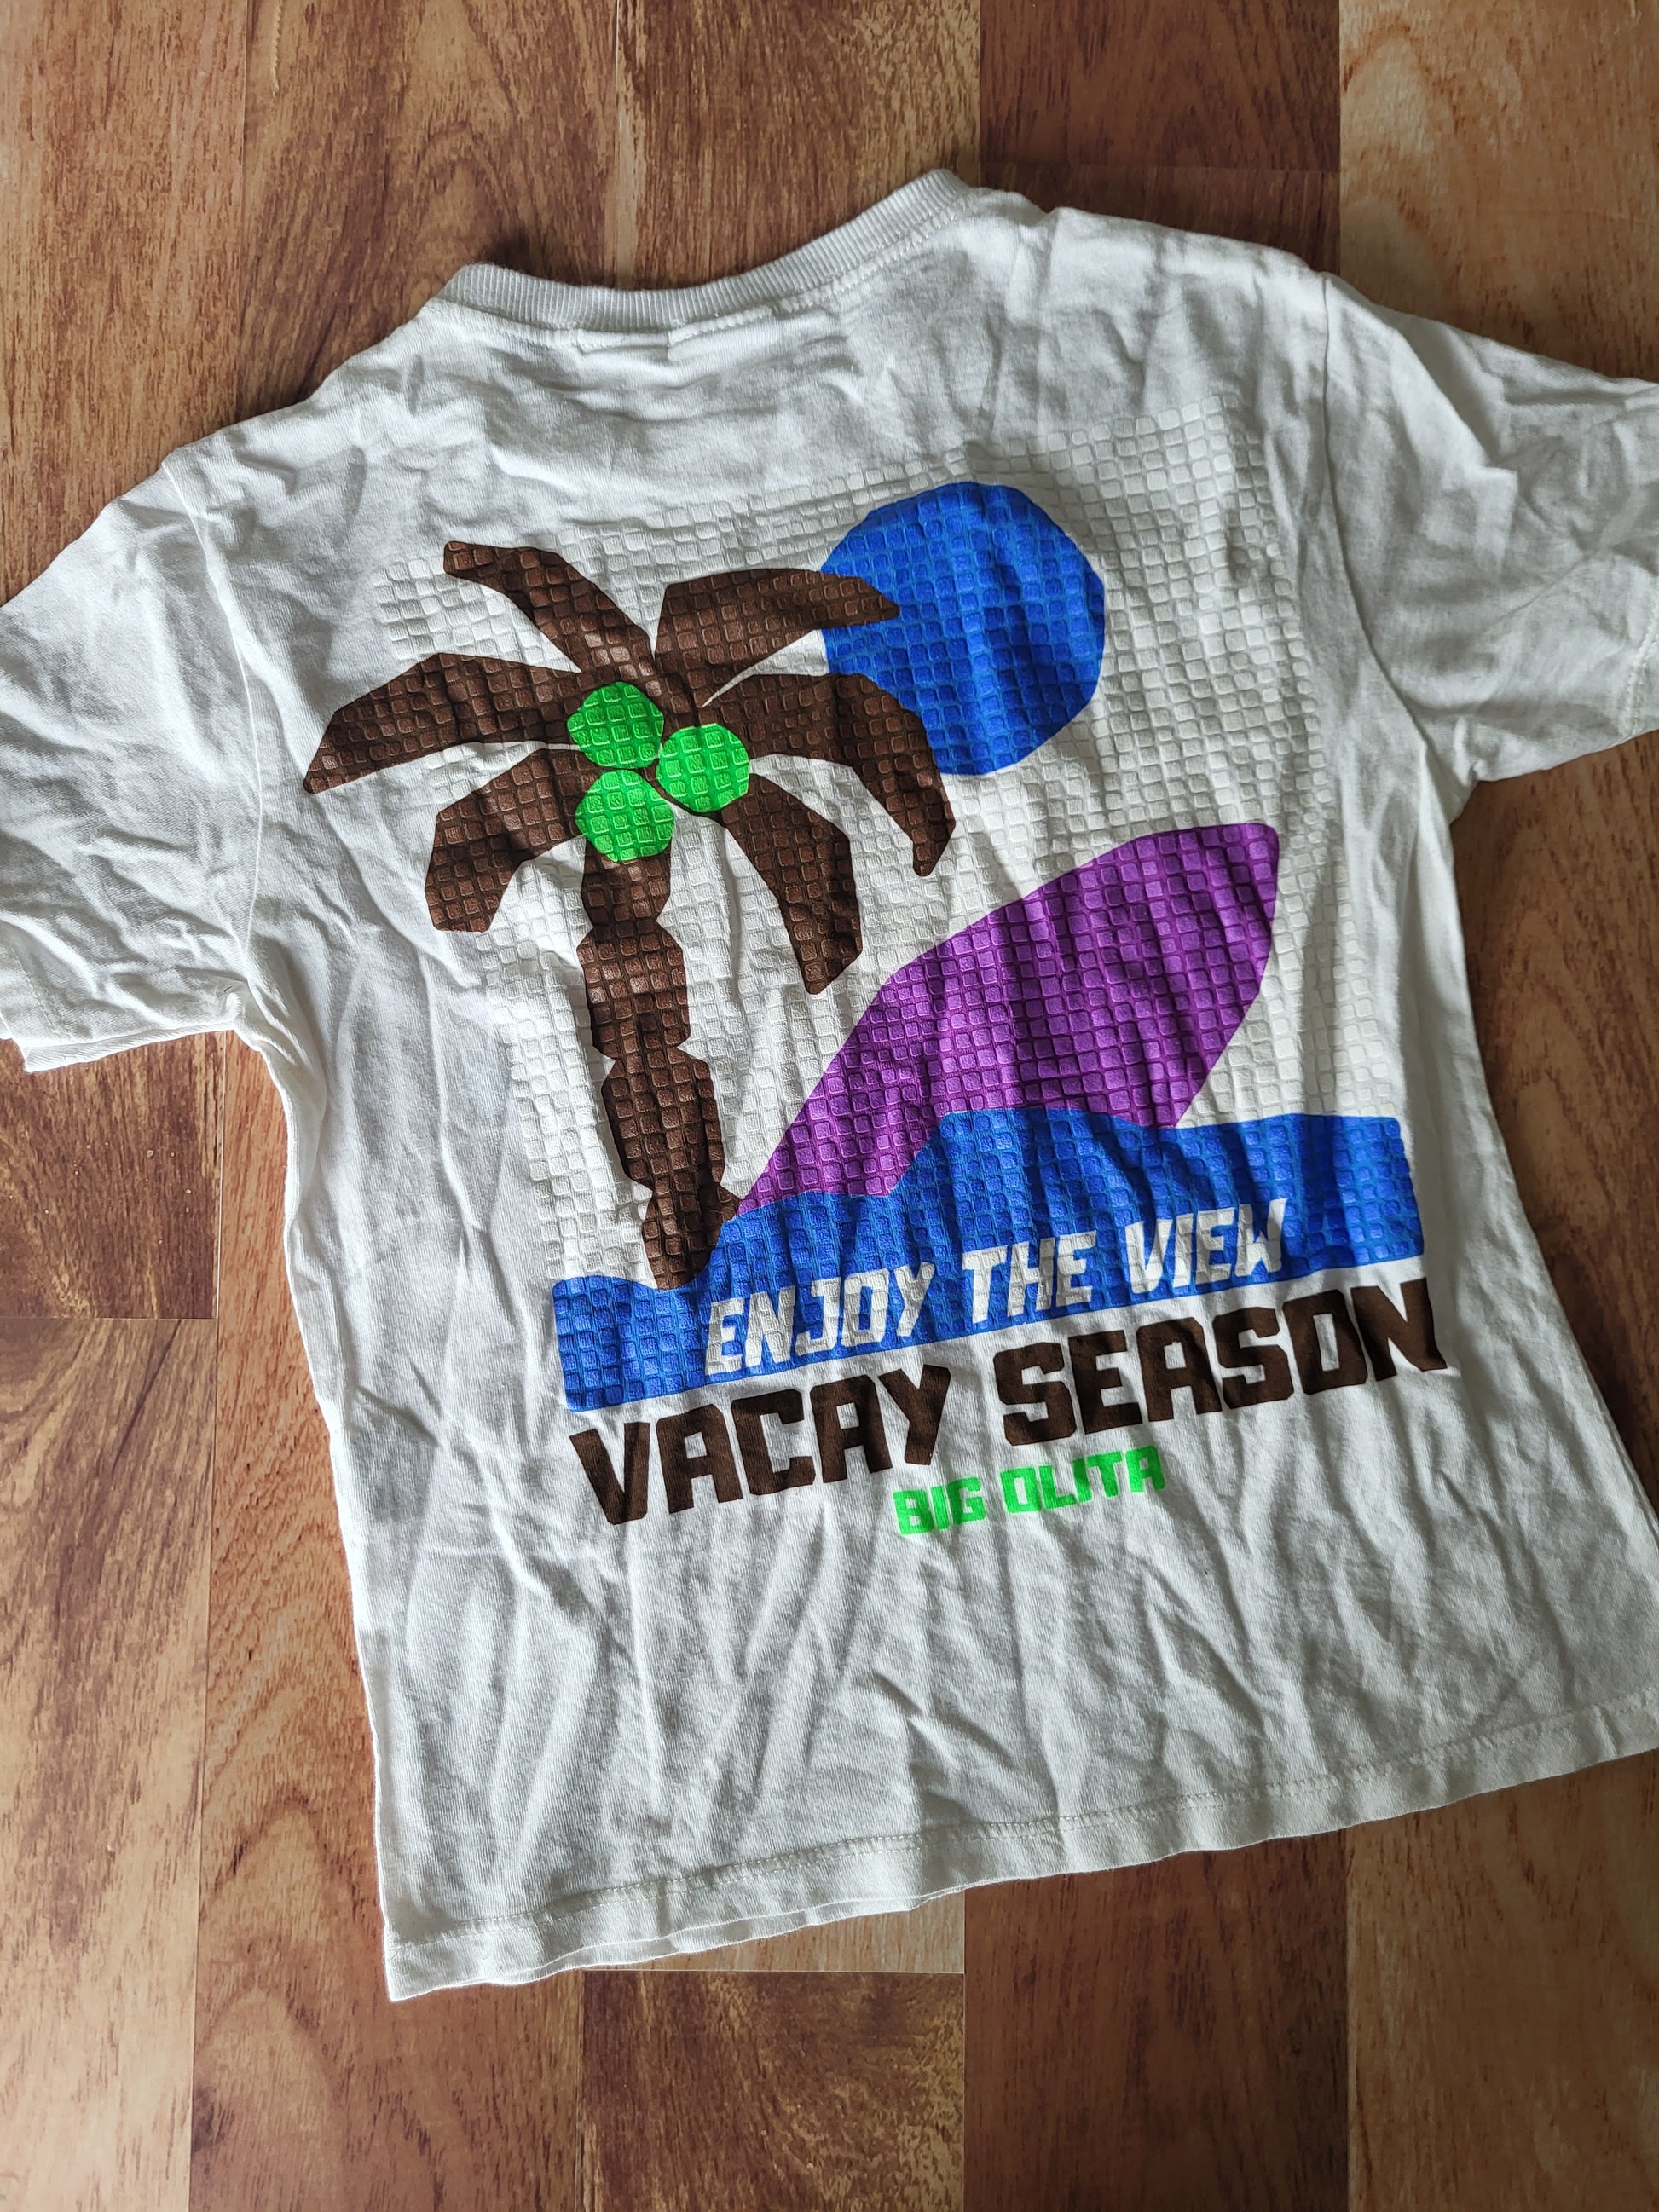 ENJOY THE VIEW
VACAY SEASON
BIG OLITA